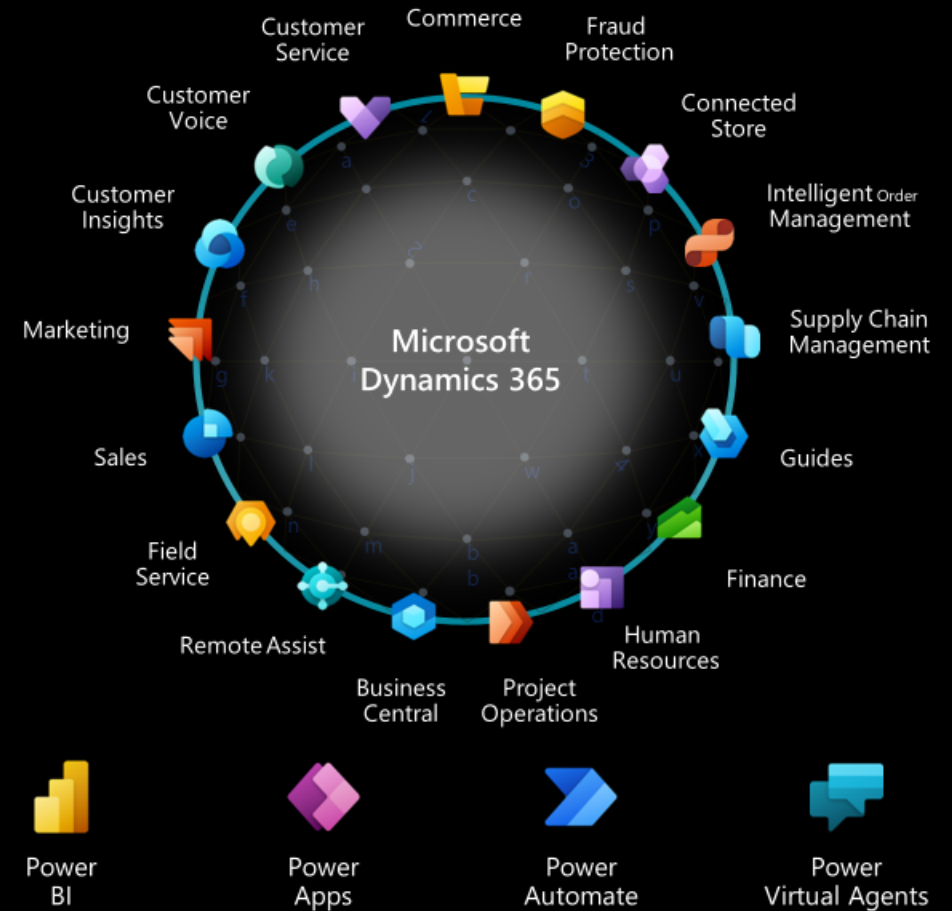 Commerce
Customer
Service
Fraud
Protection
Customer
Voice
Connected
Store
Customer
Insights
Intelligent Order
Management
Marketing
Microsoft
Dynamics 365
Supply Chain
Management
Sales
Guides
Field
Service
Finance
Remote Assist
Human
Resources
Business
Central
Project
Operations
Power
BI
Power
Apps
Power
Automate
Power
Virtual Agents